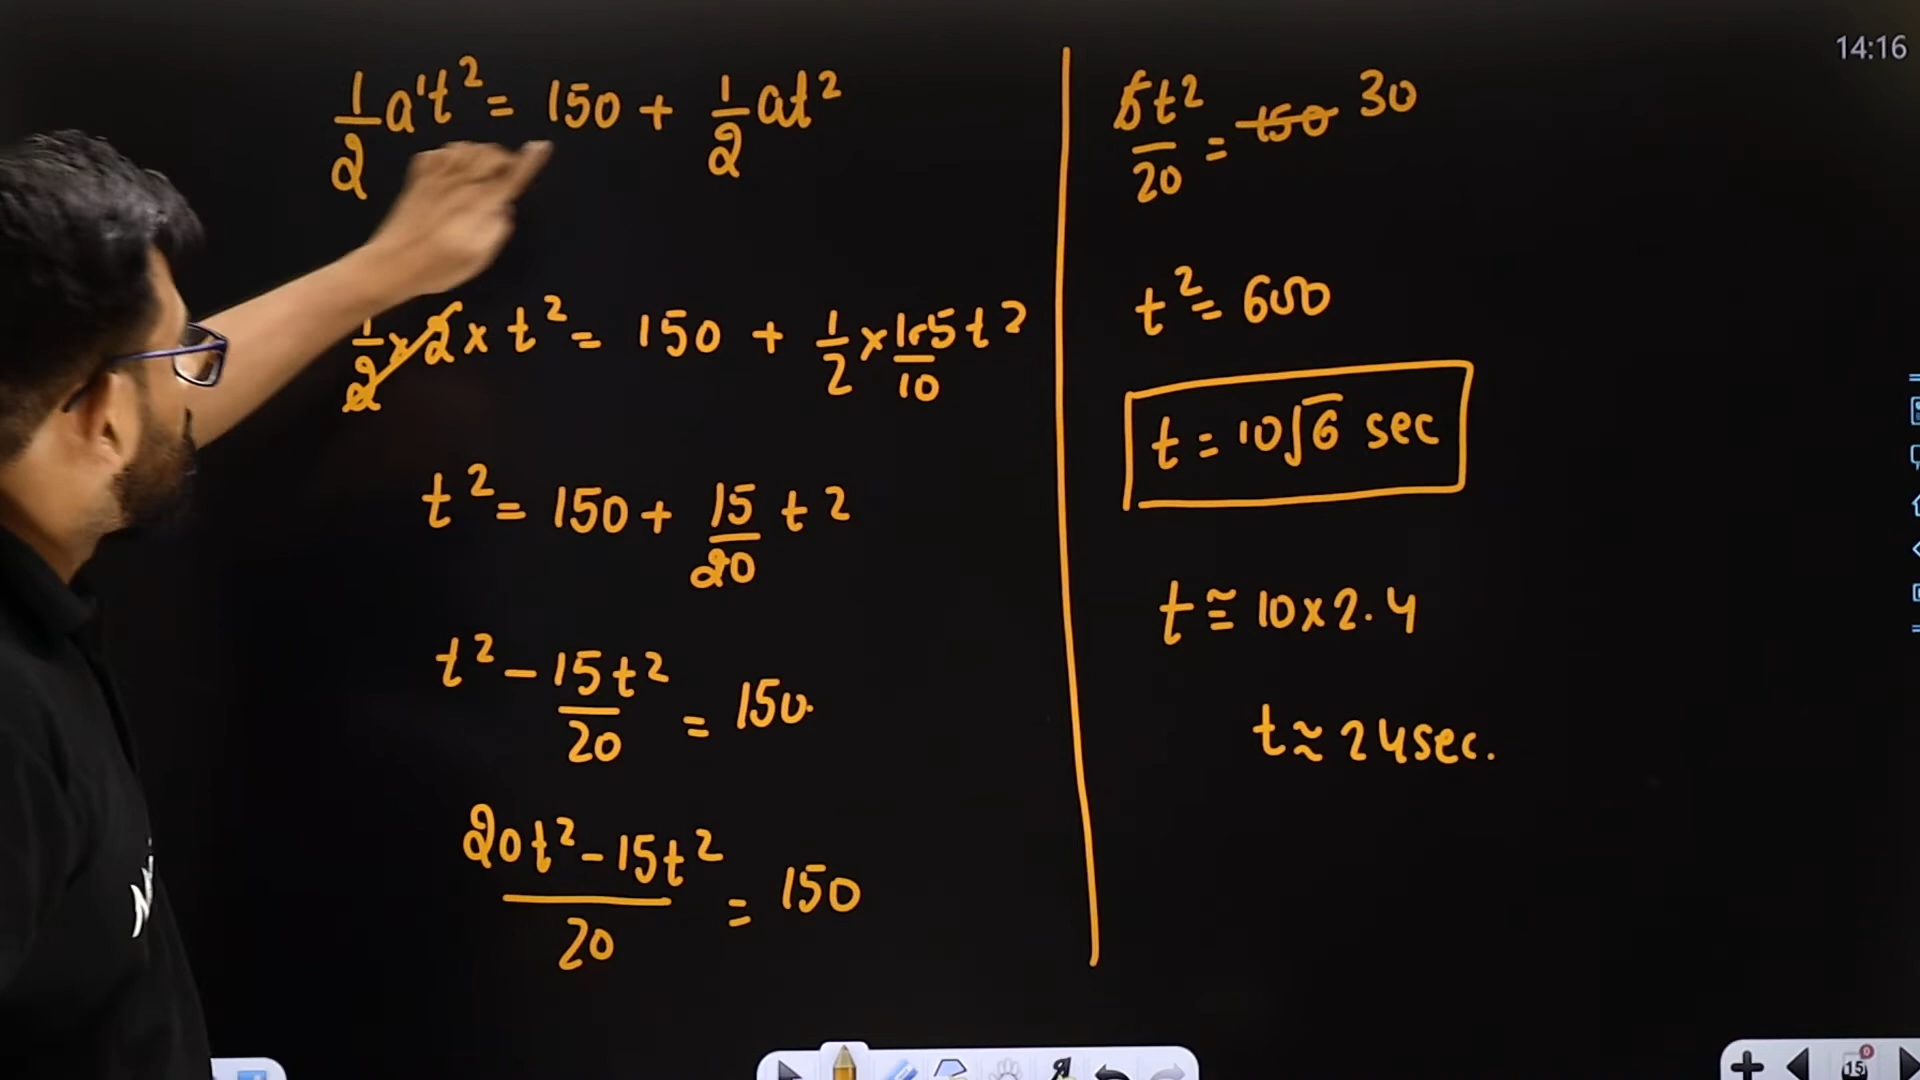 14:16
1/2 a't² = 150 + 1/2 at²
1/2 × 2 × t² = 150 + 1/2 × 1.5/10 t²
t² = 150 + 15/20 t²
t² - 15t²/20 = 150.
20t² - 15t²/20 = 150
5t²/20 = 150 30
t² = 600
t = 10√6 sec
t ≅ 10×2.4
t ≈ 24sec.
15
0